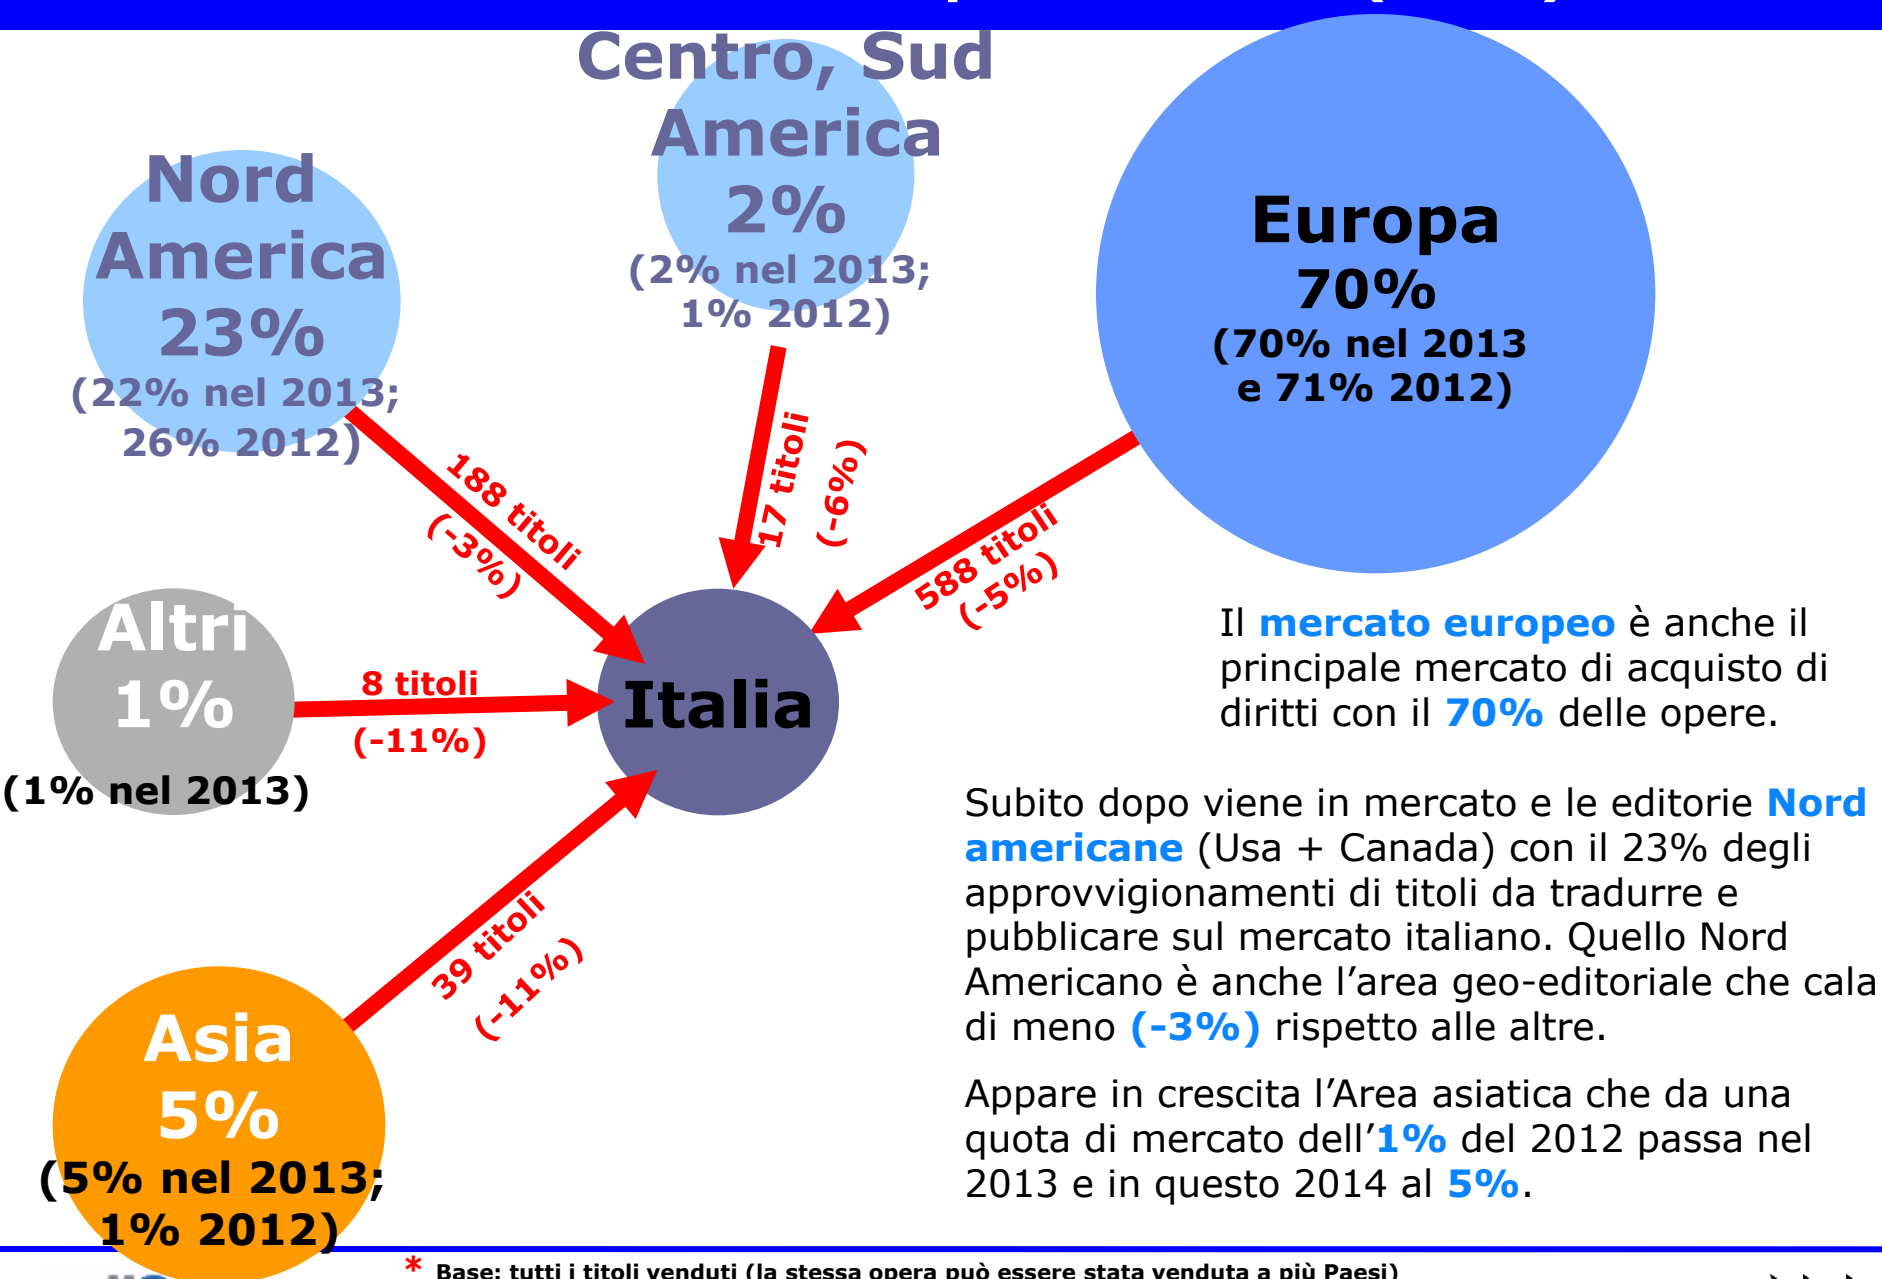 Centro, Sud
America
2%
(2% nel 2013;
1% 2012)
Nord
America
23%
(22% nel 2013;
26% 2012)
Europa
70%
(70% nel 2013
e 71% 2012)
188 titoli
(-3%)
17 titoli
(-6%)
588 titoli
(-5%)
Altri
1%
(1% nel 2013)
8 titoli
(-11%)
Italia
39 titoli
(-11%)
Asia
5%
(5% nel 2013;
1% 2012)
Il mercato europeo è anche il
principale mercato di acquisto di
diritti con il 70% delle opere.
Subito dopo viene in mercato e le editorie Nord
americane (Usa + Canada) con il 23% degli
approvvigionamenti di titoli da tradurre e
pubblicare sul mercato italiano. Quello Nord
Americano è anche l’area geo-editoriale che cala
di meno (-3%) rispetto alle altre.
Appare in crescita l’Area asiatica che da una
quota di mercato dell’1% del 2012 passa nel
2013 e in questo 2014 al 5%.
* Base: tutti i titoli venduti (la stessa opera può essere stata venduta a più Paesi)